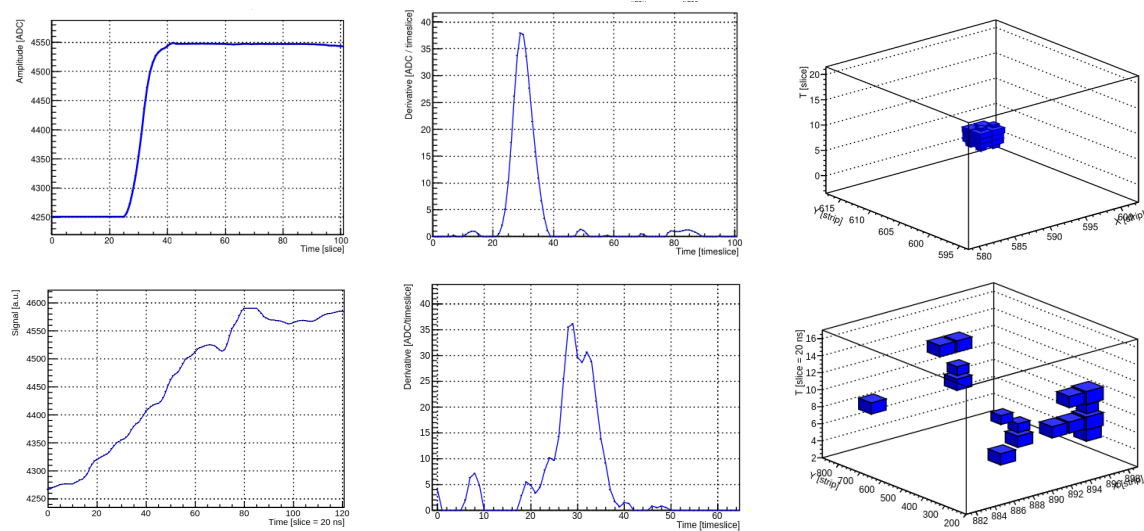 Amplitude [ADC]
4550
4500
4450
4400
4350
4300
4250
0 20 40 60 80 100
Time [slice]
Derivative [ADC / timeslice]
40
35
30
25
20
15
10
5
0
0 20 40 60 80 100
Time [timeslice]
T [slice]
20
15
10
5
0
615 610 605 600 595
Y [strip]
580 585 590 595 600
X [strip]
Signal [a.u.]
4600
4550
4500
4450
4400
4350
4300
4250
0 20 40 60 80 100 120
Time [slice = 20 ns]
Derivative [ADC/timeslice]
40
35
30
25
20
15
10
5
0
0 10 20 30 40 50 60
Time [timeslice]
T [slice = 20 ns]
16
14
12
10
8
6
4
2
800 700 600 500 400 300 200
Y [strip]
882 884 886 888 890 892 894 896 898
X [strip]